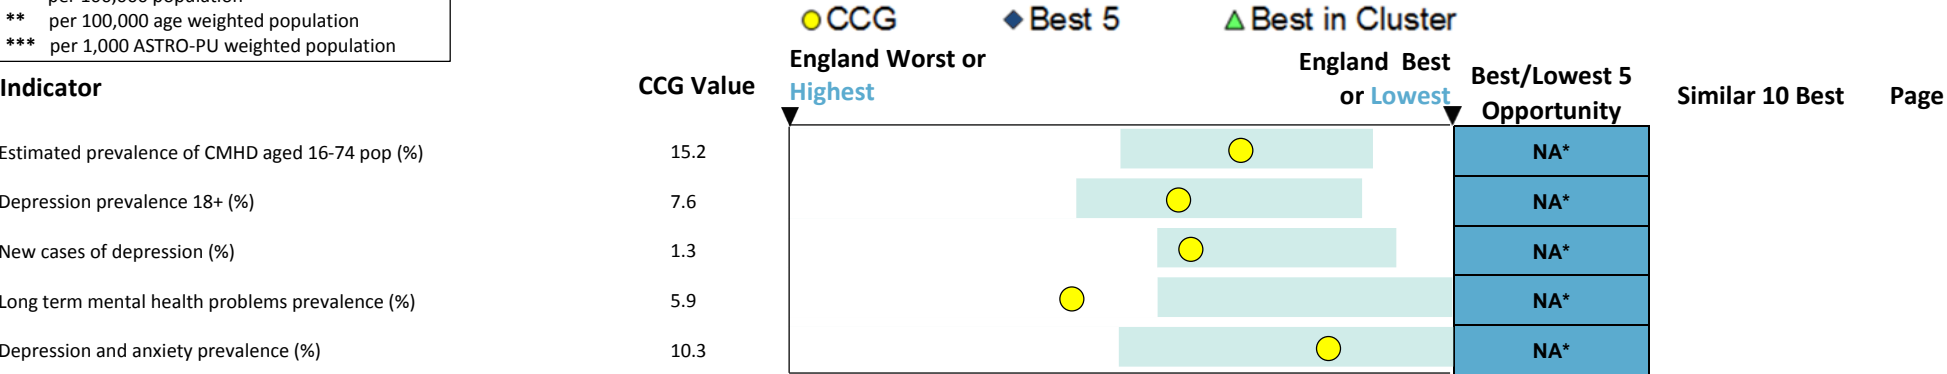 per 100,000 population
** per 100,000 age weighted population
*** per 1,000 ASTRO-PU weighted population
CCG Best 5 Best in Cluster
Indicator CCG Value England Worst or Highest England Best or Lowest Best/Lowest 5 Opportunity Similar 10 Best Page
Estimated prevalence of CMHD aged 16-74 pop (%) 15.2 NA*
Depression prevalence 18+ (%) 7.6 NA*
New cases of depression (%) 1.3 NA*
Long term mental health problems prevalence (%) 5.9 NA*
Depression and anxiety prevalence (%) 10.3 NA*